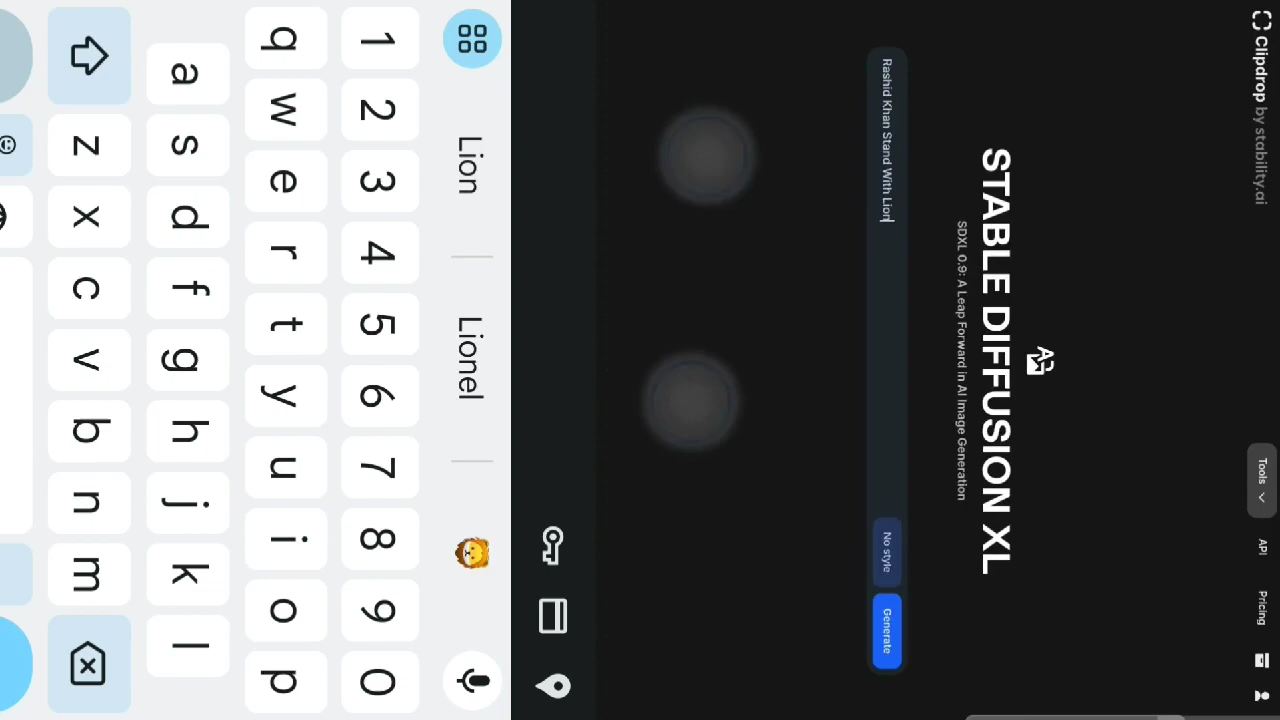 Clipdrop by stability.ai
Tools
API
Pricing
STABLE DIFFUSION XL
SDXL 0.9: A Leap Forward in AI Image Generation
Rashid Khan Stand With Lion
No style
Generate
Lion
Lionel
1 2 3 4 5 6 7 8 9 0
q w e r t y u i o p
a s d f g h j k l
z x c v b n m